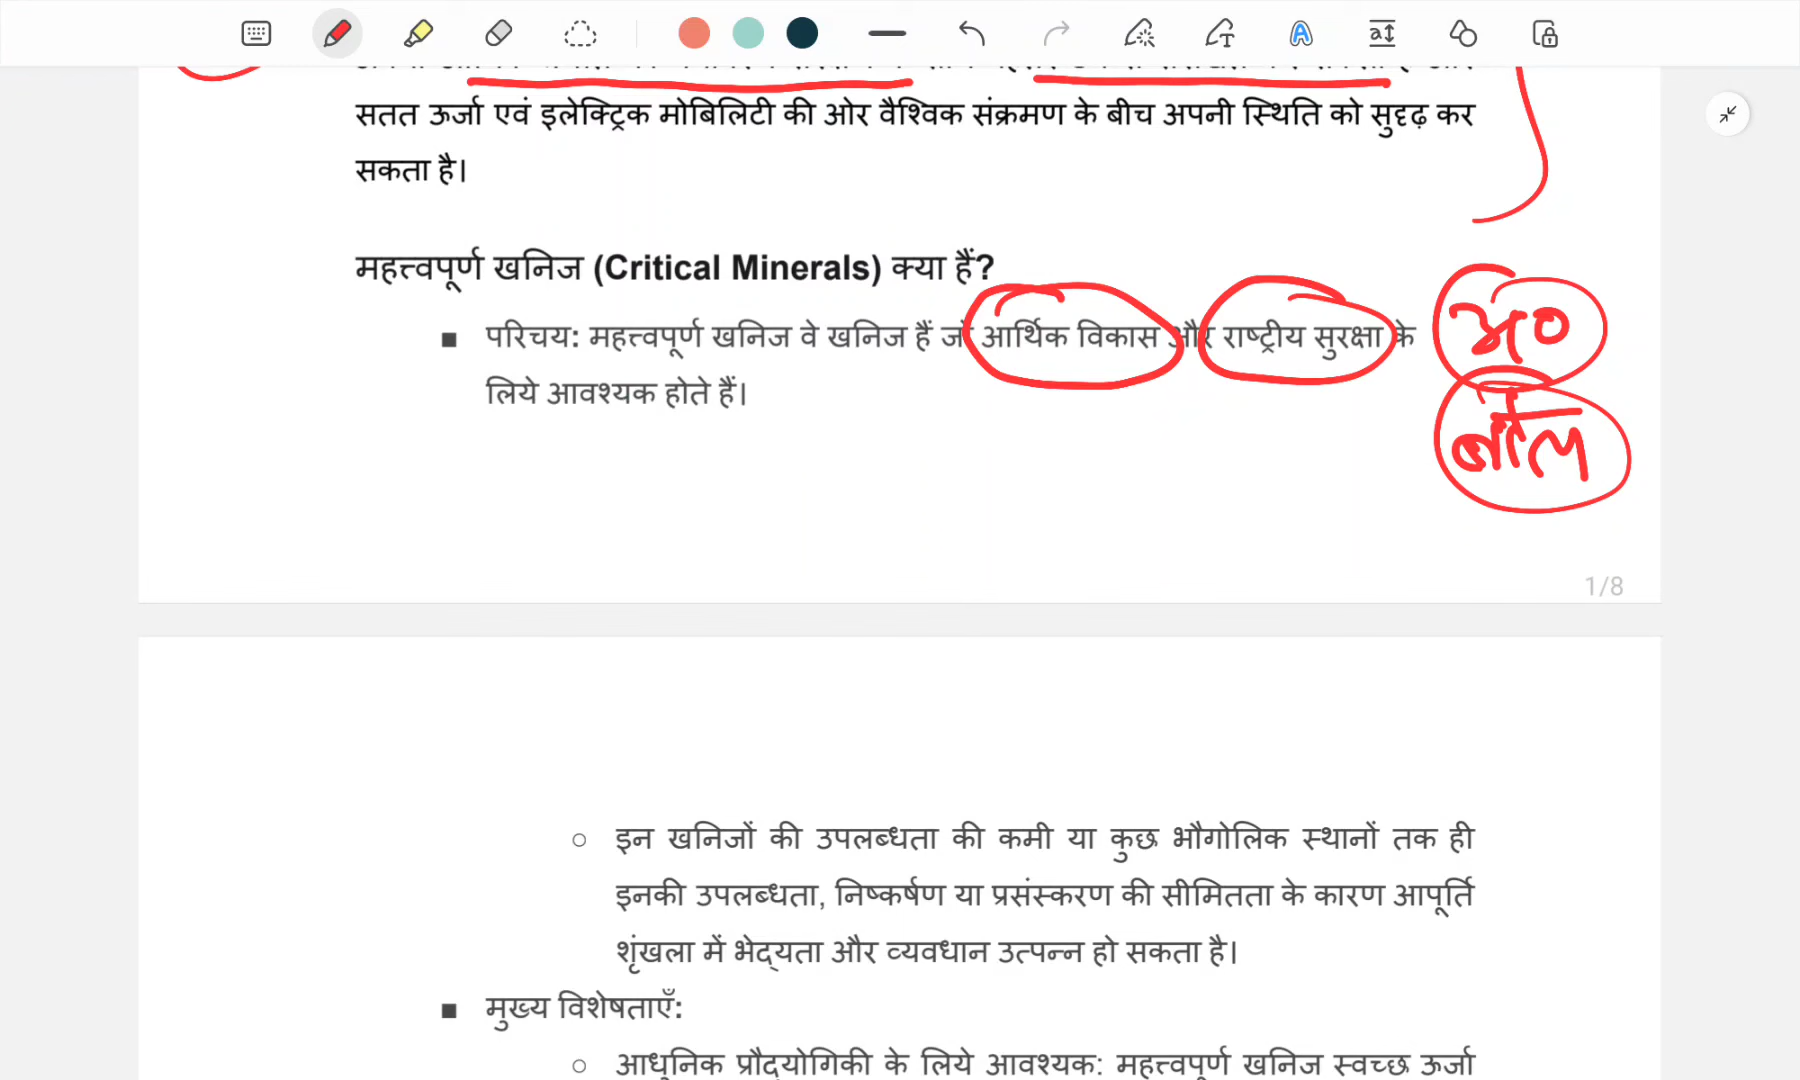 सतत ऊर्जा एवं इलेक्ट्रिक मोबिलिटी की ओर वैश्विक संक्रमण के बीच अपनी स्थिति को सुदृढ़ कर
सकता है।
महत्त्वपूर्ण खनिज (Critical Minerals) क्या हैं?
■ परिचय: महत्त्वपूर्ण खनिज वे खनिज हैं जो आर्थिक विकास और राष्ट्रीय सुरक्षा के
लिये आवश्यक होते हैं।
1/8
○ इन खनिजों की उपलब्धता की कमी या कुछ भौगोलिक स्थानों तक ही
इनकी उपलब्धता, निष्कर्षण या प्रसंस्करण की सीमितता के कारण आपूर्ति
शृंखला में भेद्यता और व्यवधान उत्पन्न हो सकता है।
■ मुख्य विशेषताएँ:
○ आधुनिक प्रौद्योगिकी के लिये आवश्यक: महत्त्वपूर्ण खनिज स्वच्छ ऊर्जा